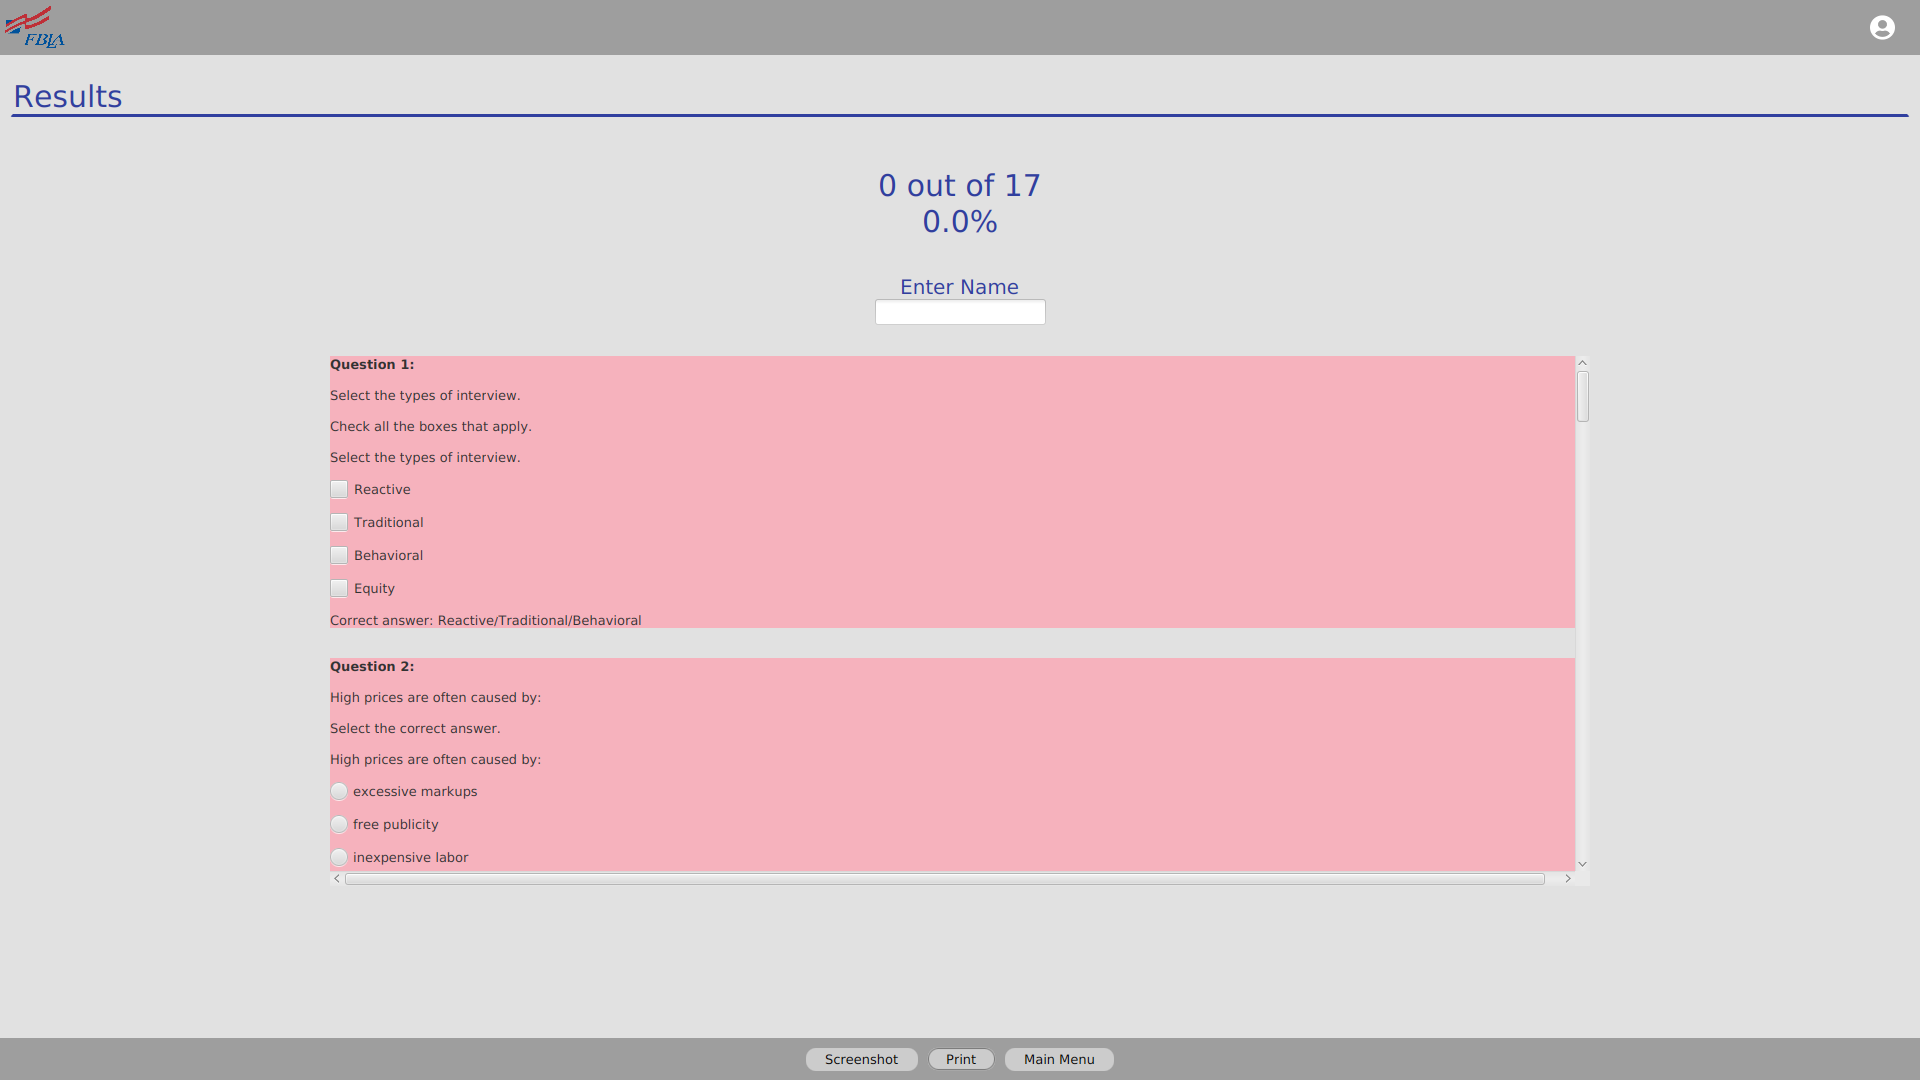 FBLA
Results
0 out of 17
0.0%
Enter Name
Question 1:
Select the types of interview.
Check all the boxes that apply.
Select the types of interview.
Reactive
Traditional
Behavioral
Equity
Correct answer: Reactive/Traditional/Behavioral
Question 2:
High prices are often caused by:
Select the correct answer.
High prices are often caused by:
excessive markups
free publicity
inexpensive labor
Screenshot Print Main Menu